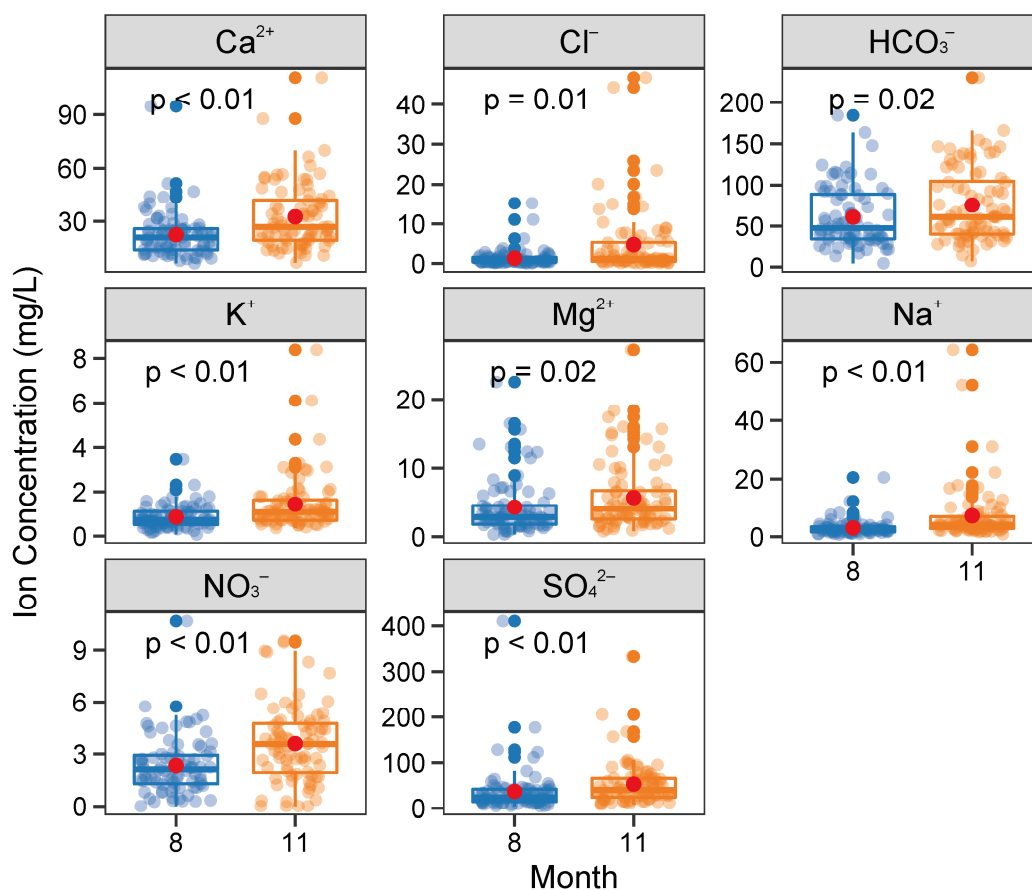 Ca²⁺
Cl⁻
HCO₃⁻
p < 0.01
p = 0.01
p = 0.02
90
60
30
40
30
20
10
0
200
150
100
50
0
K⁺
Mg²⁺
Na⁺
p < 0.01
p = 0.02
p < 0.01
8
6
4
2
0
20
10
0
60
40
20
0
8
11
NO₃⁻
SO₄²⁻
p < 0.01
p < 0.01
9
6
3
0
400
300
200
100
0
8
11
8
11
Ion Concentration (mg/L)
Month